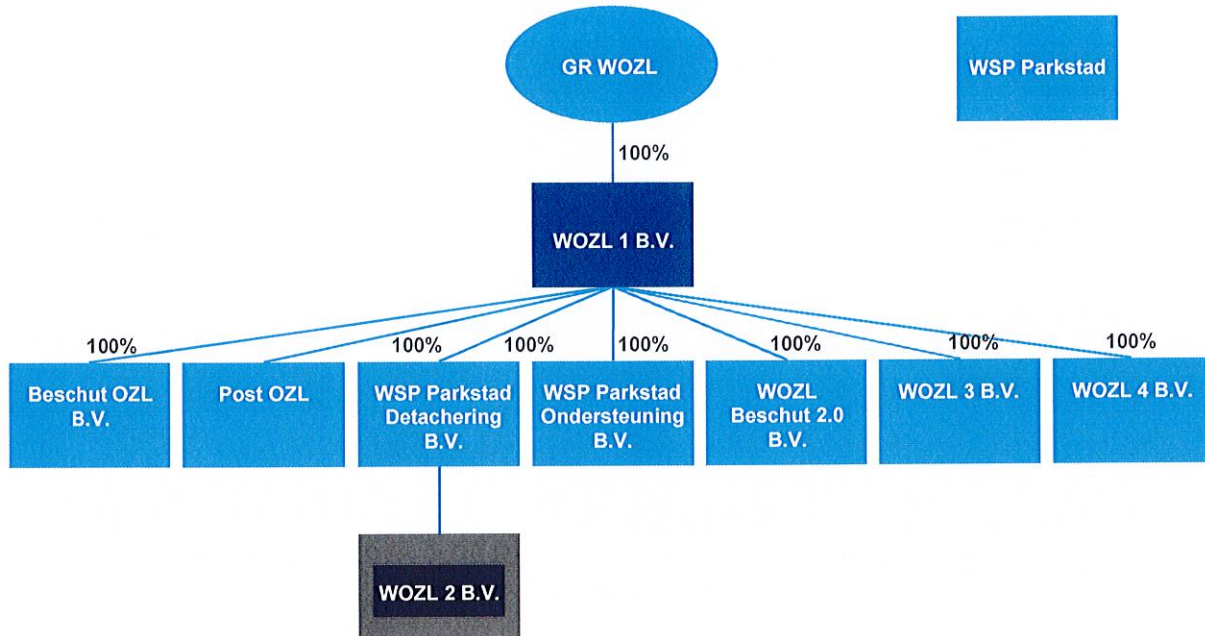 GR WOZL
WSP Parkstad
100%
WOZL 1 B.V.
100%
100%
100%
100%
100%
100%
100%
Beschut OZL
B.V.
Post OZL
WSP Parkstad
Detachering
B.V.
WSP Parkstad
Ondersteuning
B.V.
WOZL
Beschut 2.0
B.V.
WOZL 3 B.V.
WOZL 4 B.V.
WOZL 2 B.V.